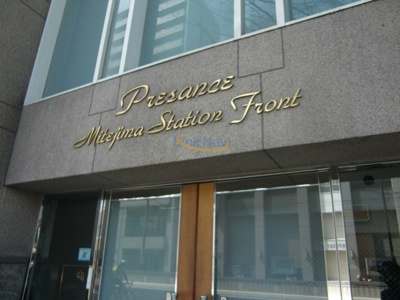 Presance
Mitejima Station Front